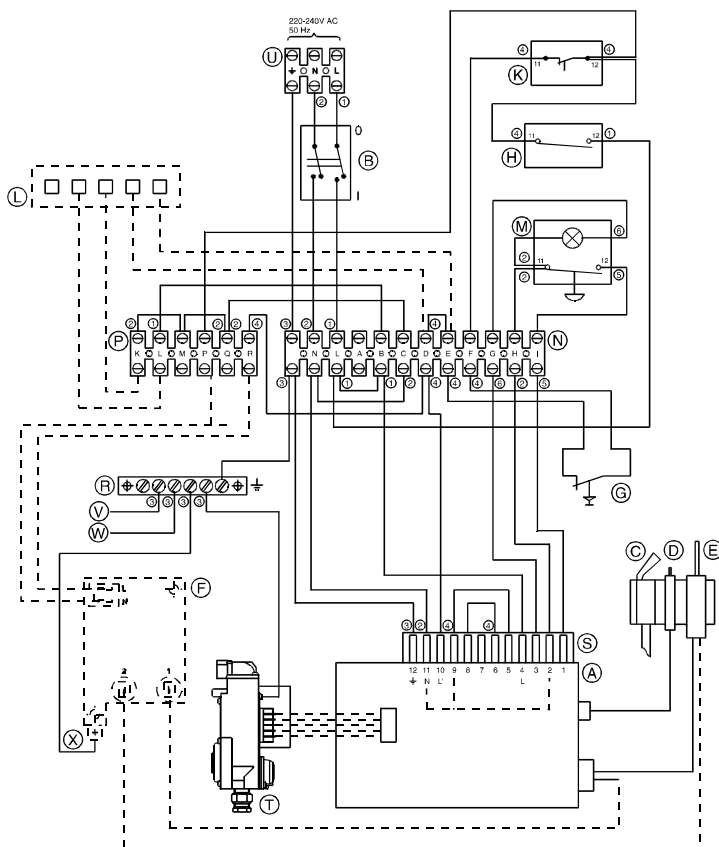 220-240V AC
50 Hz
U
N L
2 1
0
B
I
4 4
11 12
K
4 1
11 12
H
L
M
6
2 11 12
2 5
2 1 2 2 4 3 2 1 4
P
K L M P Q R
N L A B C D E F G H I
N
3 1 1 2 4 4 4 6 2 5
G
R
3 3 3 3
V
W
C D E
F
N
2 1
3 2 4 4
S
12 11 10 9 8 7 6 5 4 3 2 1
N L' L
A
X
T